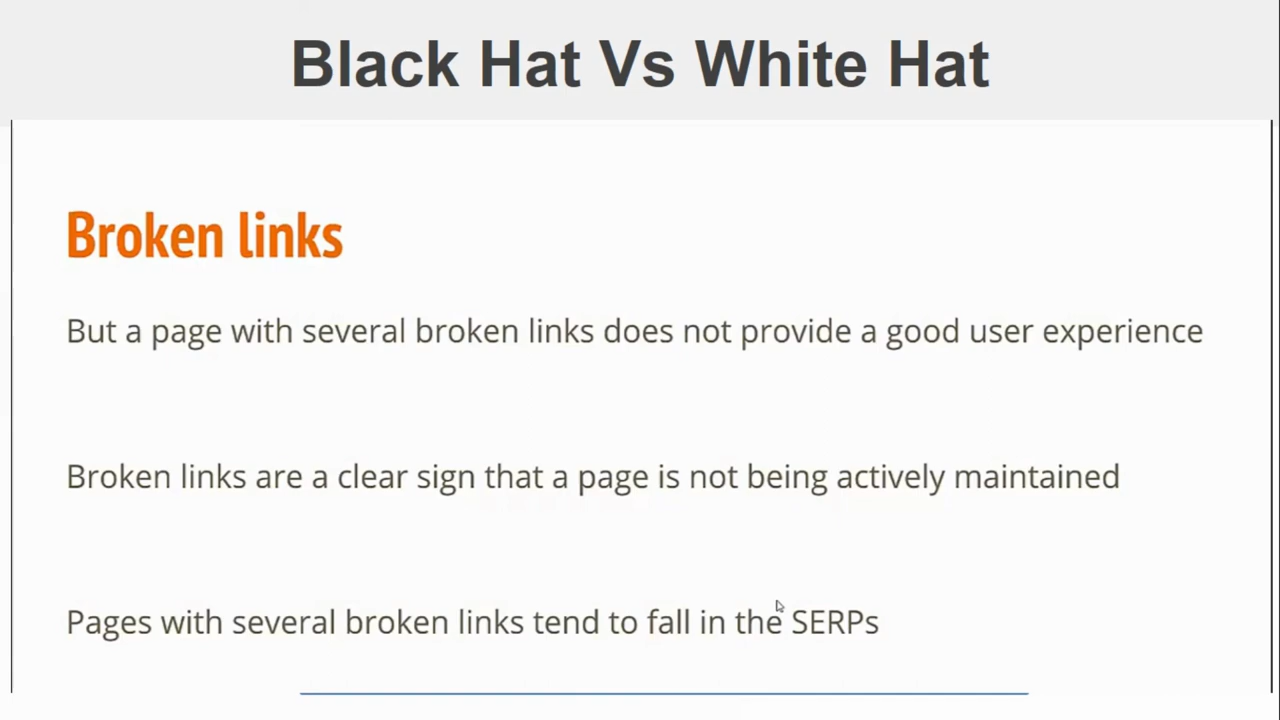 Black Hat Vs White Hat
Broken links
But a page with several broken links does not provide a good user experience
Broken links are a clear sign that a page is not being actively maintained
Pages with several broken links tend to fall in the SERPs